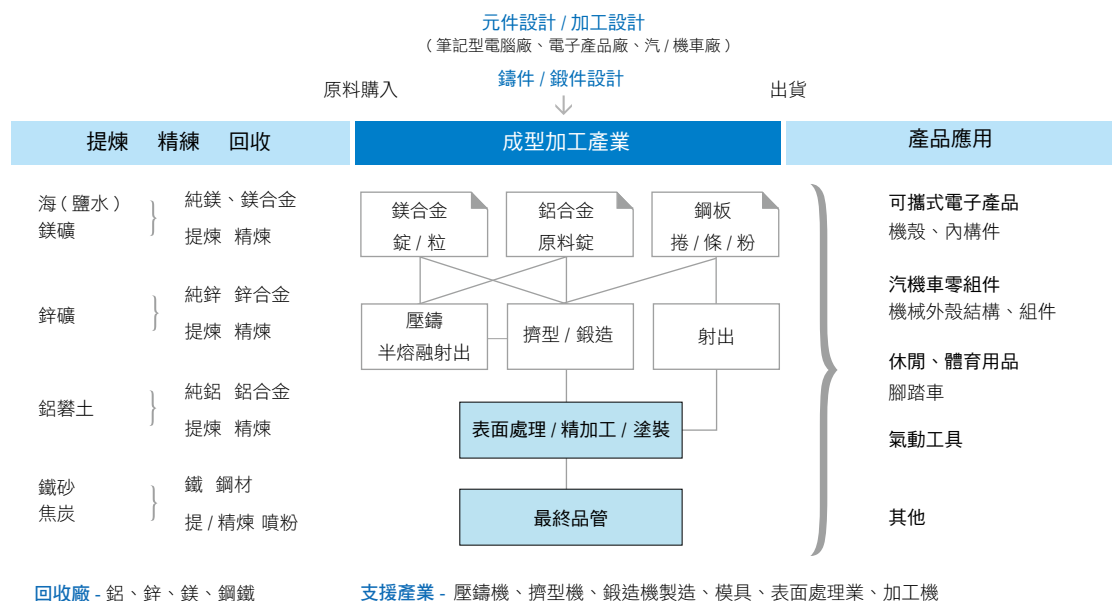 元件設計 / 加工設計
( 筆記型電腦廠、電子產品廠、汽 / 機車廠 )
鑄件 / 鍛件設計
原料購入
出貨
提煉 精練 回收
成型加工產業
產品應用
海 ( 鹽水 )
鎂礦
純鎂、鎂合金
提煉 精煉
鋅礦
純鋅 鋅合金
提煉 精煉
鋁礬土
純鋁 鋁合金
提煉 精煉
鐵砂
焦炭
鐵 鋼材
提 / 精煉 噴粉
鎂合金
錠 / 粒
鋁合金
原料錠
鋼板
捲 / 條 / 粉
壓鑄
半熔融射出
擠型 / 鍛造
射出
表面處理 / 精加工 / 塗裝
最終品管
可攜式電子產品
機殼、內構件
汽機車零組件
機械外殼結構、組件
休閒、體育用品
腳踏車
氣動工具
其他
回收廠 - 鋁、鋅、鎂、鋼鐵
支援產業 - 壓鑄機、擠型機、鍛造機製造、模具、表面處理業、加工機